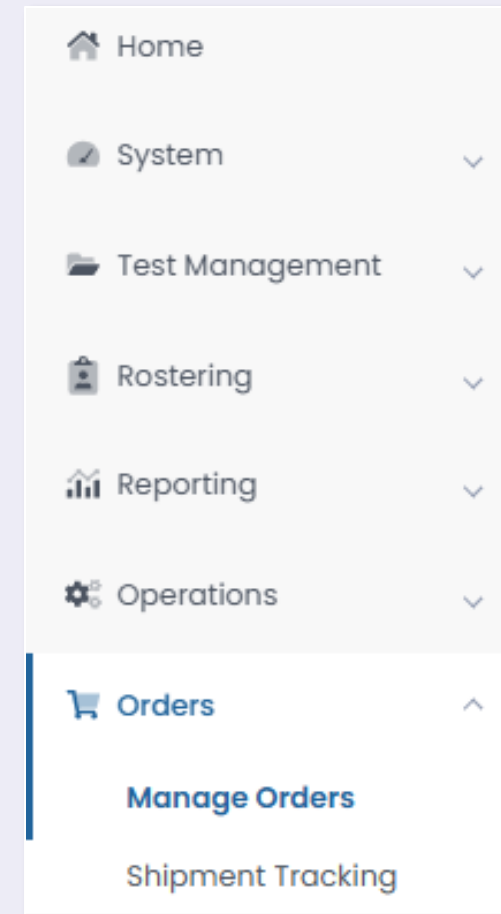 Home
System
Test Management
Rostering
Reporting
Operations
Orders
Manage Orders
Shipment Tracking